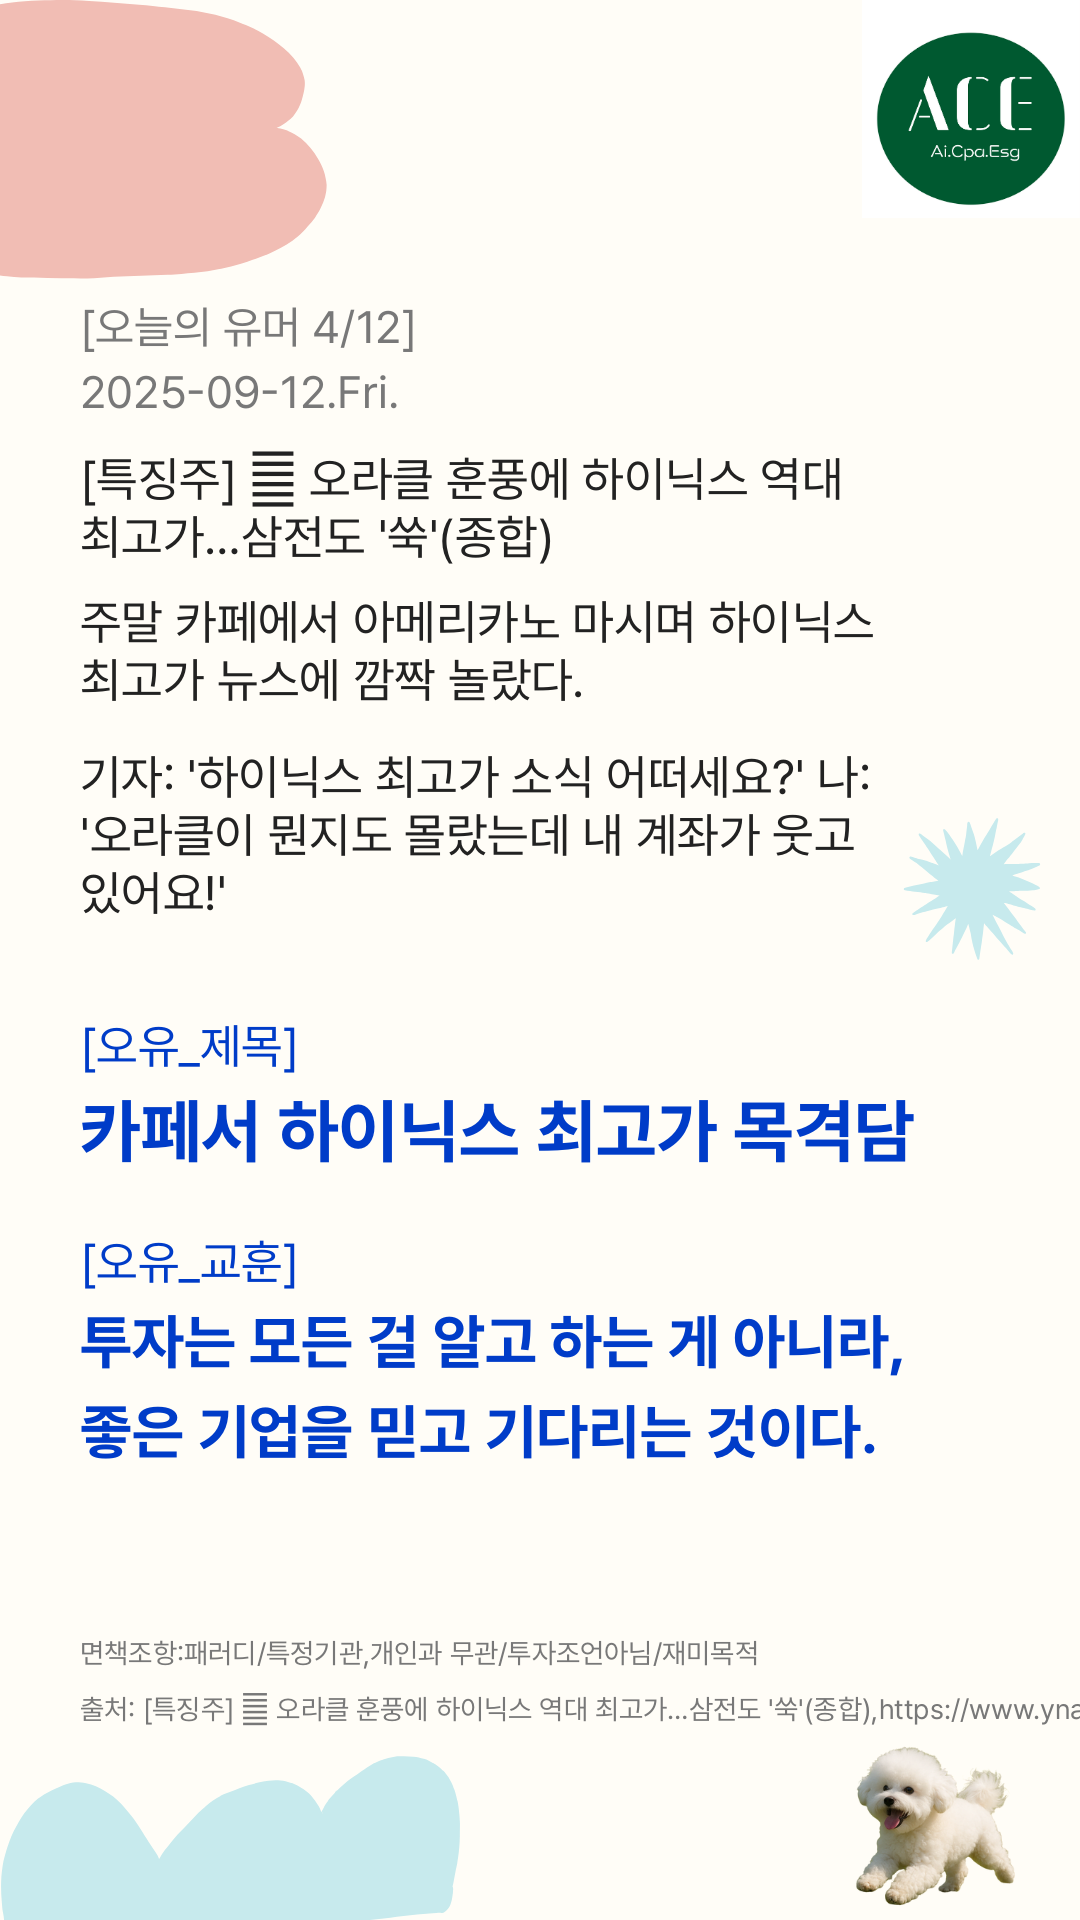 ACE
Ai.Cpa.Esg
[오늘의 유머 4/12]
2025-09-12.Fri.
[특징주] ䷀ 오라클 훈풍에 하이닉스 역대
최고가…삼전도 '쑥'(종합)
주말 카페에서 아메리카노 마시며 하이닉스
최고가 뉴스에 깜짝 놀랐다.
기자: '하이닉스 최고가 소식 어떠세요?' 나:
'오라클이 뭔지도 몰랐는데 내 계좌가 웃고
있어요!'
[오유_제목]
카페서 하이닉스 최고가 목격담
[오유_교훈]
투자는 모든 걸 알고 하는 게 아니라,
좋은 기업을 믿고 기다리는 것이다.
면책조항:패러디/특정기관,개인과 무관/투자조언아님/재미목적
출처: [특징주] ䷀ 오라클 훈풍에 하이닉스 역대 최고가…삼전도 '쑥'(종합),https://www.yna